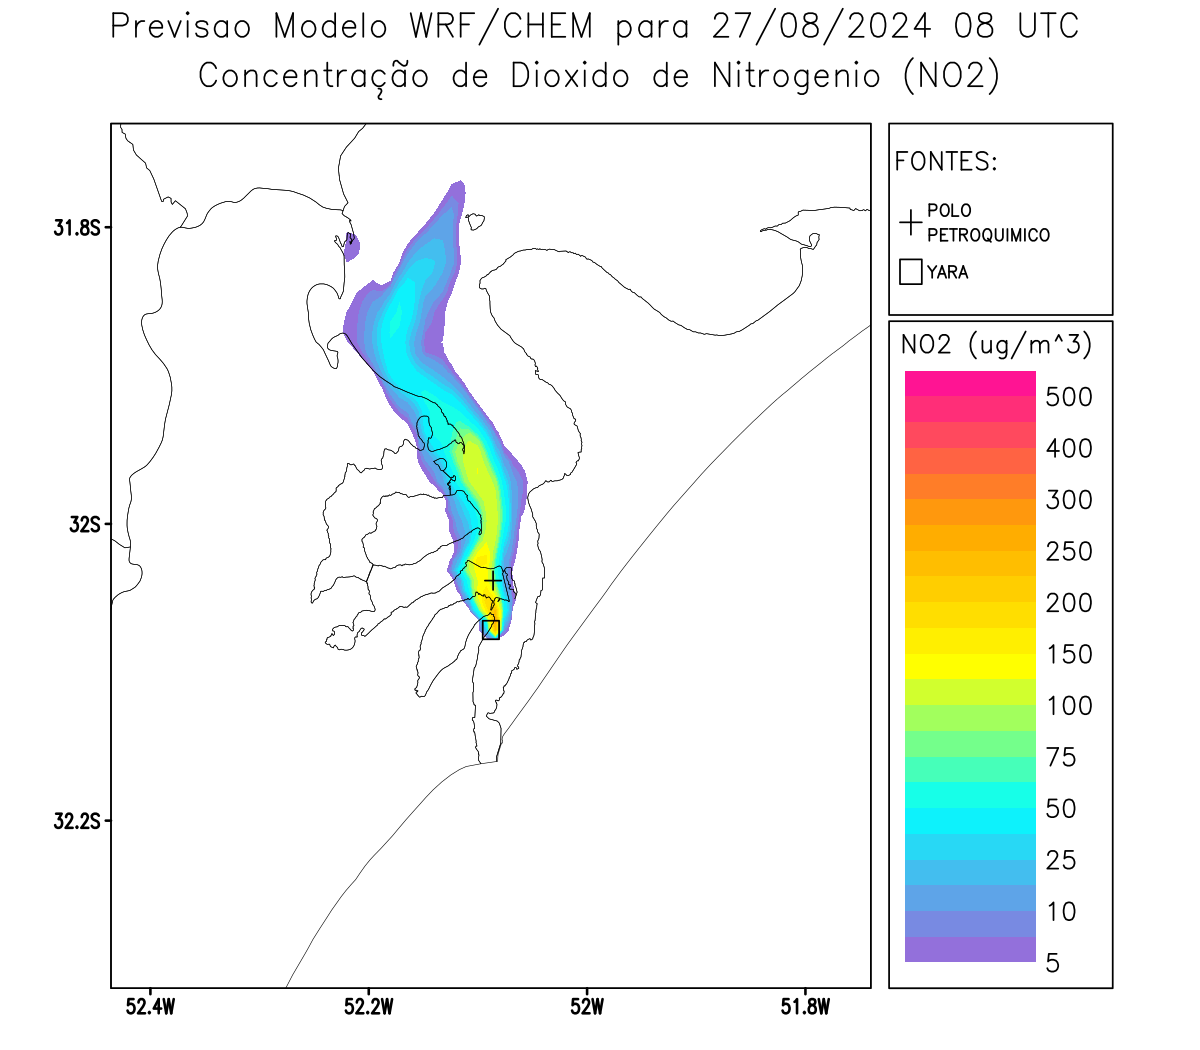 Previsao Modelo WRF/CHEM para 27/08/2024 08 UTC
Concentração de Dioxido de Nitrogenio (NO2)
FONTES:
POLO
PETROQUIMICO
YARA
31.8S
32S
32.2S
52.4W
52.2W
52W
51.8W
NO2 (ug/m^3)
500
400
300
250
200
150
100
75
50
25
10
5